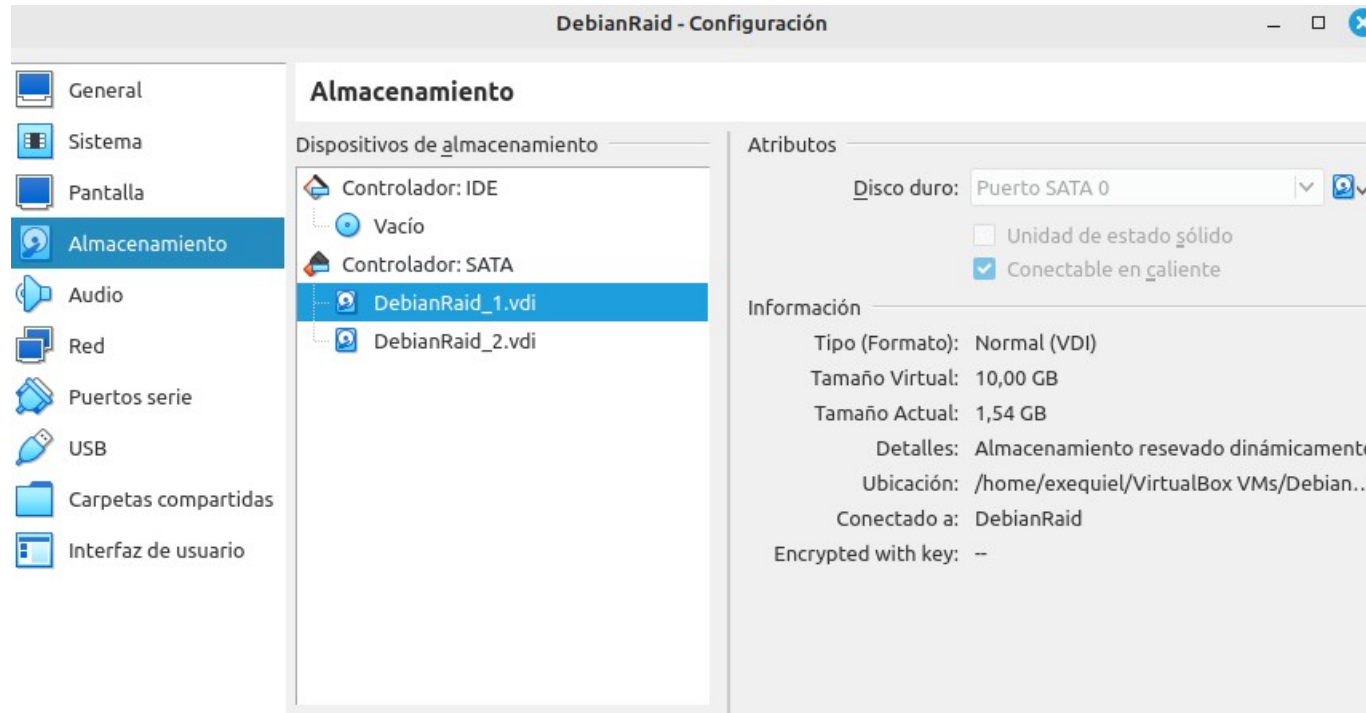 DebianRaid - Configuración
General
Sistema
Pantalla
Almacenamiento
Audio
Red
Puertos serie
USB
Carpetas compartidas
Interfaz de usuario
Almacenamiento
Dispositivos de almacenamiento
Controlador: IDE
Vacío
Controlador: SATA
DebianRaid_1.vdi
DebianRaid_2.vdi
Atributos
Disco duro: Puerto SATA 0
Unidad de estado sólido
Conectable en caliente
Información
Tipo (Formato): Normal (VDI)
Tamaño Virtual: 10,00 GB
Tamaño Actual: 1,54 GB
Detalles: Almacenamiento resevado dinámicamente
Ubicación: /home/exequiel/VirtualBox VMs/Debian...
Conectado a: DebianRaid
Encrypted with key: --